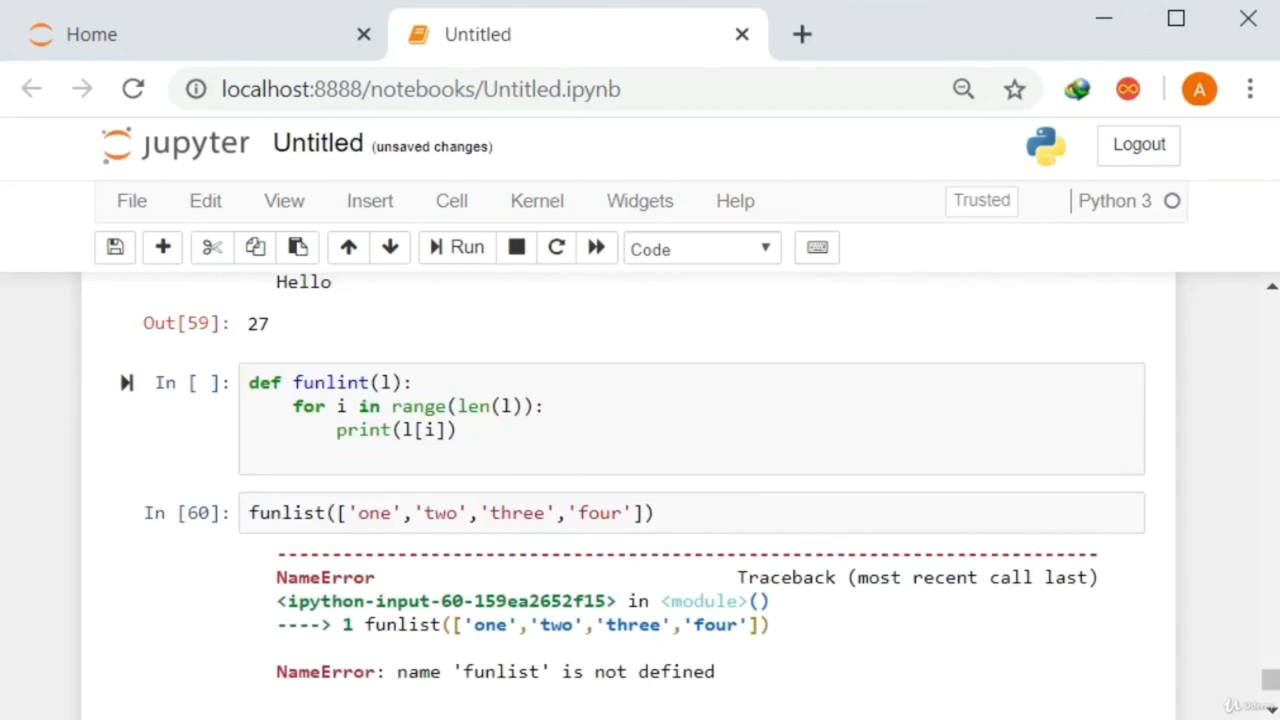 Home
Untitled
localhost:8888/notebooks/Untitled.ipynb
A
jupyter Untitled (unsaved changes)
Logout
File Edit View Insert Cell Kernel Widgets Help Trusted Python 3
Run Code
Hello
Out[59]: 27
In [ ]: def funlint(l):
for i in range(len(l)):
print(l[i])
In [60]: funlist(['one','two','three','four'])
---------------------------------------------------------------------------
NameError Traceback (most recent call last)
<ipython-input-60-159ea2652f15> in <module>()
----> 1 funlist(['one','two','three','four'])
NameError: name 'funlist' is not defined
Udemy